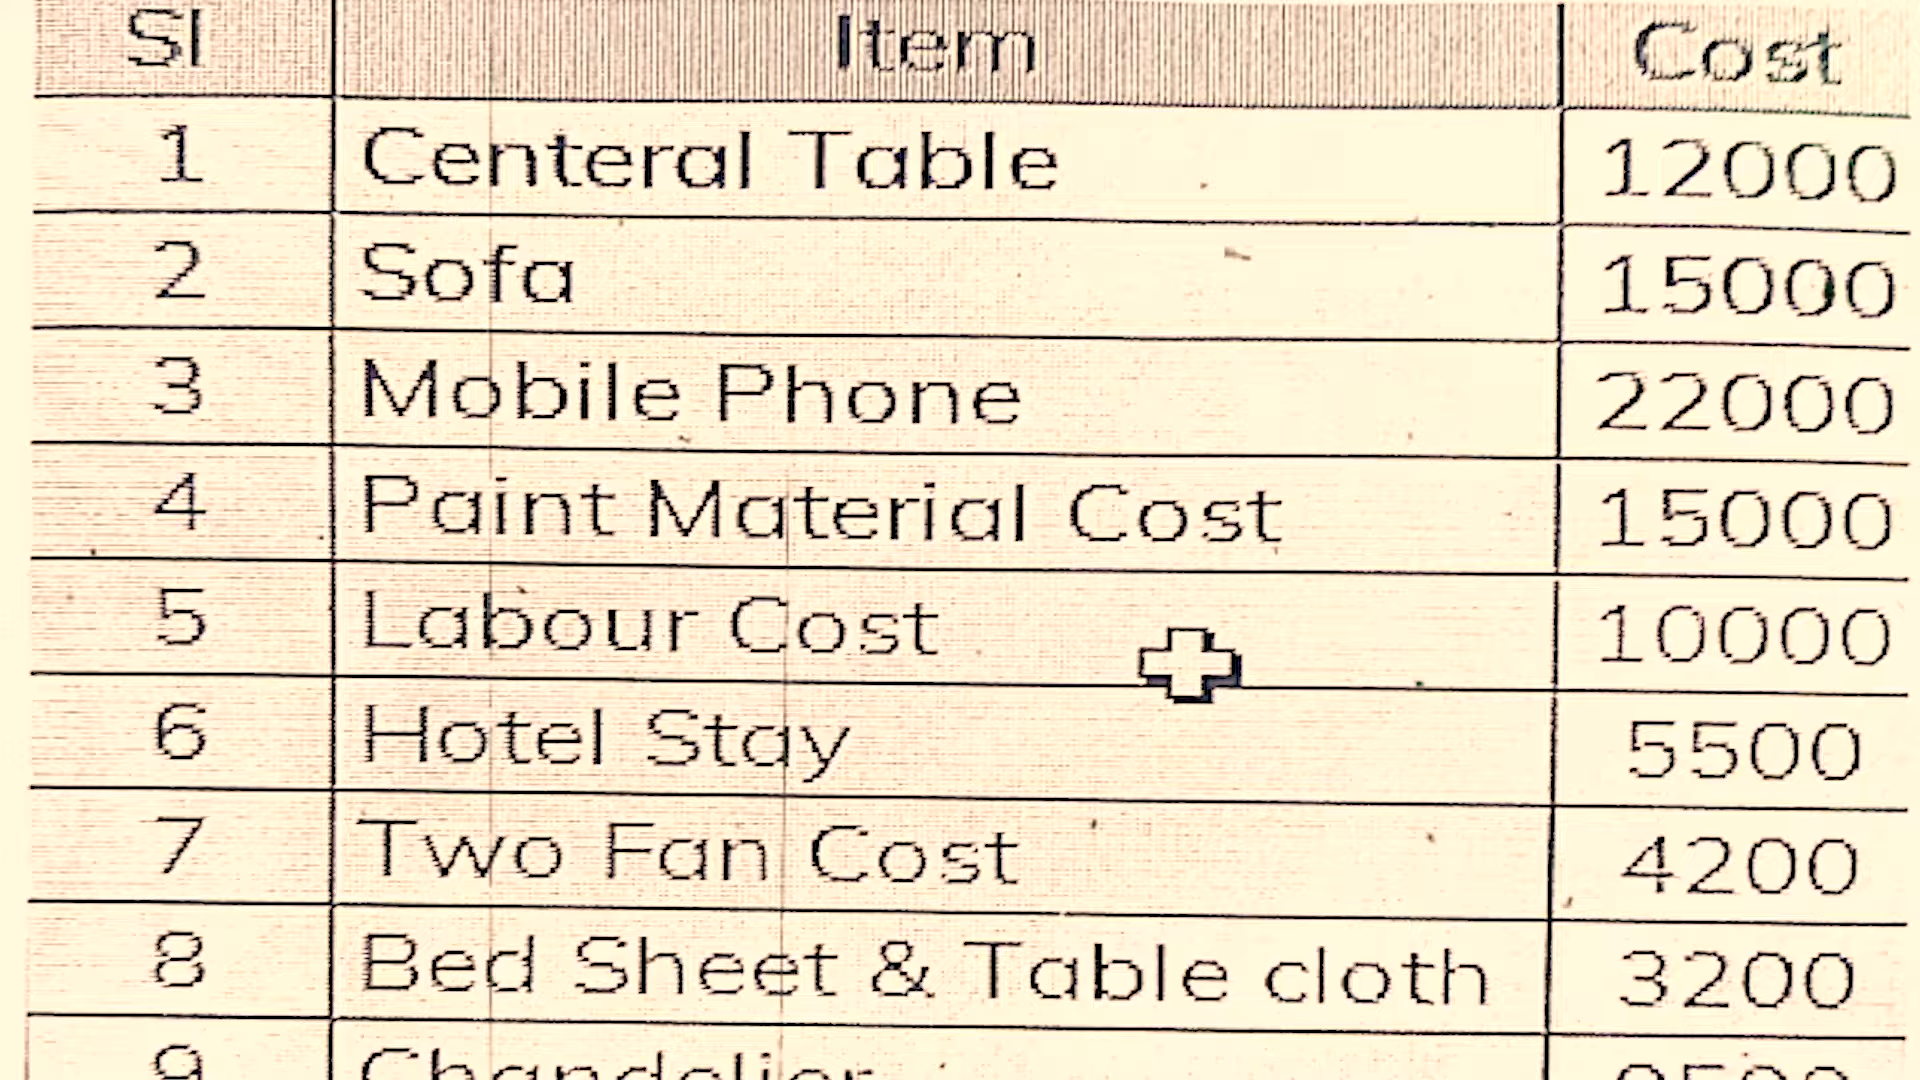 Sl Item Cost
1 Centeral Table 12000
2 Sofa 15000
3 Mobile Phone 22000
4 Paint Material Cost 15000
5 Labour Cost 10000
6 Hotel Stay 5500
7 Two Fan Cost 4200
8 Bed Sheet & Table cloth 3200
9 Chandelier